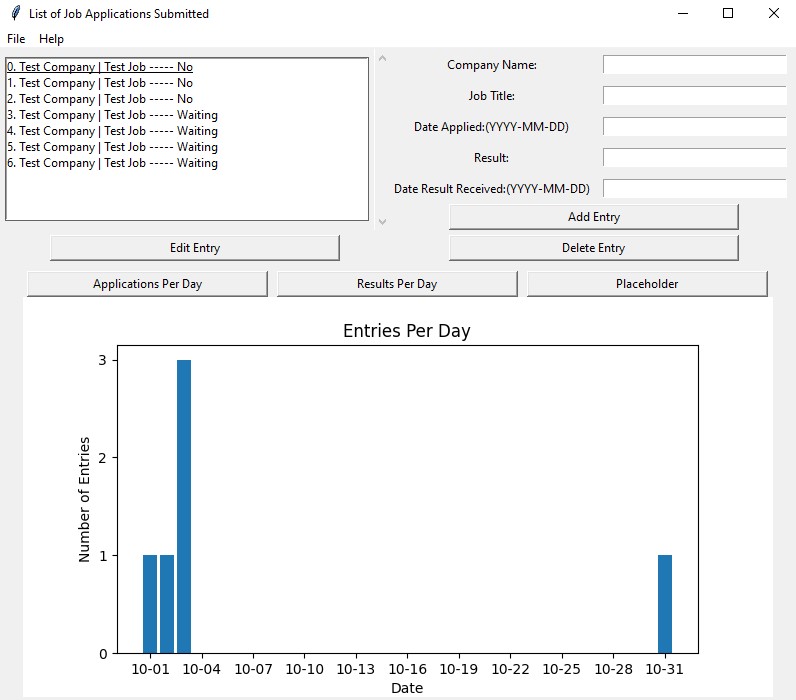 List of Job Applications Submitted
File Help
0. Test Company | Test Job ----- No
1. Test Company | Test Job ----- No
2. Test Company | Test Job ----- No
3. Test Company | Test Job ----- Waiting
4. Test Company | Test Job ----- Waiting
5. Test Company | Test Job ----- Waiting
6. Test Company | Test Job ----- Waiting
Company Name:
Job Title:
Date Applied:(YYYY-MM-DD)
Result:
Date Result Received:(YYYY-MM-DD)
Add Entry
Edit Entry
Delete Entry
Applications Per Day
Results Per Day
Placeholder
Entries Per Day
Number of Entries
3
2
1
0
10-01 10-04 10-07 10-10 10-13 10-16 10-19 10-22 10-25 10-28 10-31
Date